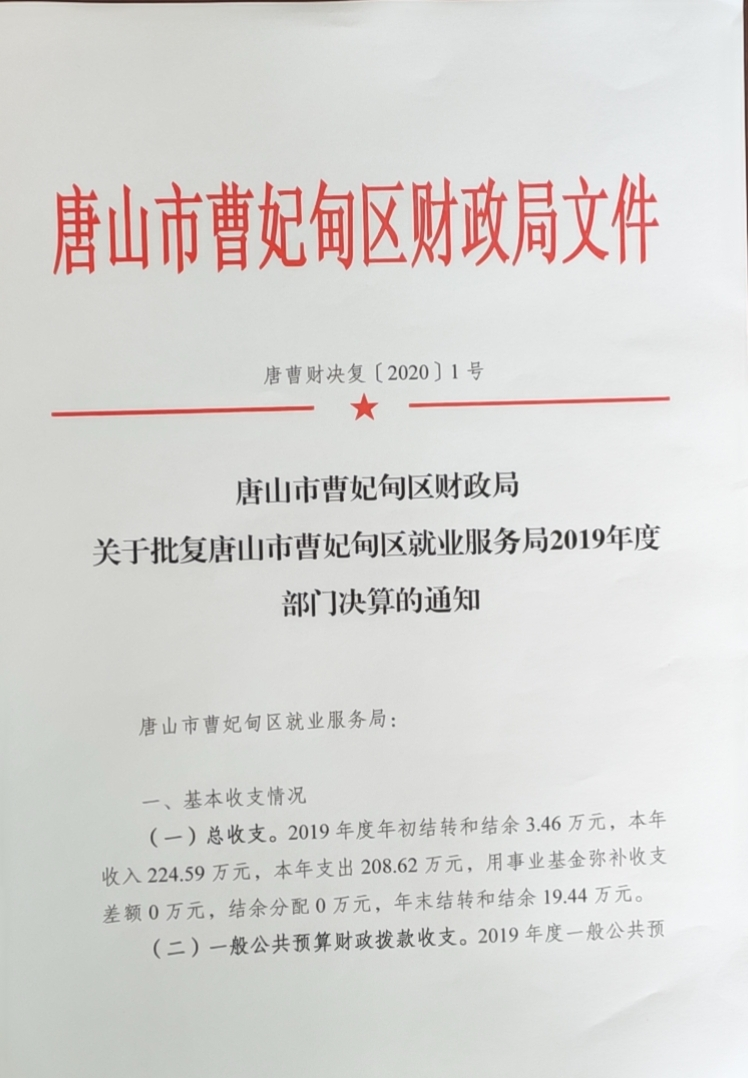 唐山市曹妃甸区财政局文件
唐曹财决复〔2020〕1号
唐山市曹妃甸区财政局
关于批复唐山市曹妃甸区就业服务局2019年度
部门决算的通知
唐山市曹妃甸区就业服务局：
一、基本收支情况
（一）总收支。2019年度年初结转和结余3.46万元，本年
收入224.59万元，本年支出208.62万元，用事业基金弥补收支
差额0万元，结余分配0万元，年末结转和结余19.44万元。
（二）一般公共预算财政拨款收支。2019年度一般公共预